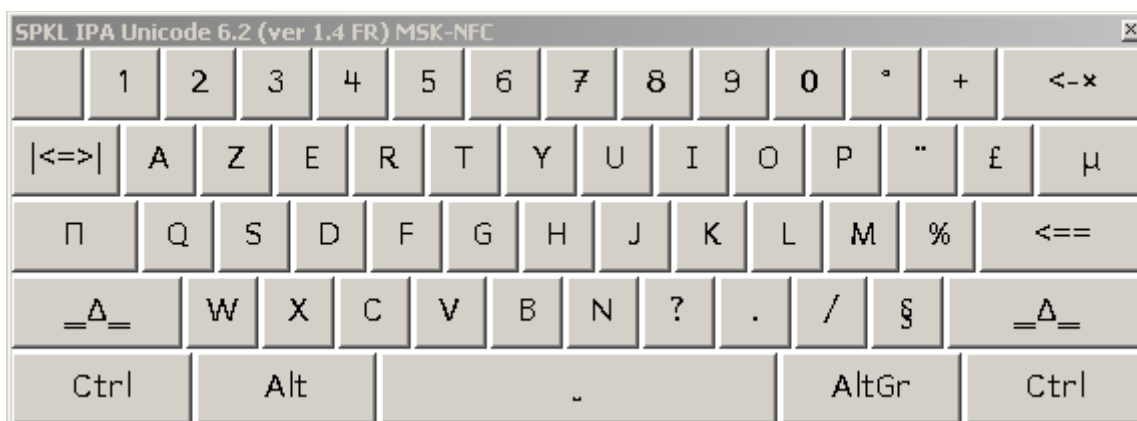 SPKL IPA Unicode 6.2 (ver 1.4 FR) MSK-NFC ×
1 2 3 4 5 6 7 8 9 0 ° + <-×
|<=>| A Z E R T Y U I O P ¨ £ µ
Π Q S D F G H J K L M % <==
_Δ_ W X C V B N ? . / § _Δ_
Ctrl Alt ˽ AltGr Ctrl